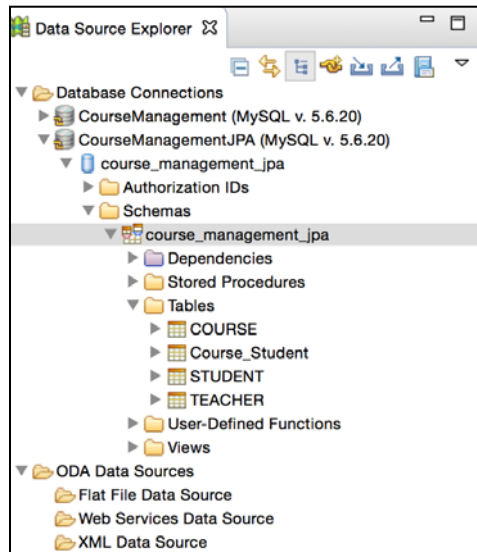 Data Source Explorer
Database Connections
CourseManagement (MySQL v. 5.6.20)
CourseManagementJPA (MySQL v. 5.6.20)
course_management_jpa
Authorization IDs
Schemas
course_management_jpa
Dependencies
Stored Procedures
Tables
COURSE
Course_Student
STUDENT
TEACHER
User-Defined Functions
Views
ODA Data Sources
Flat File Data Source
Web Services Data Source
XML Data Source